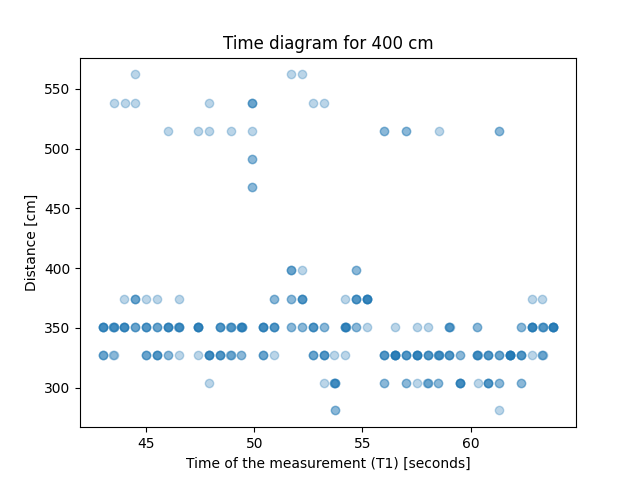 Time diagram for 400 cm
550
500
450
400
350
300
Distance [cm]
45 50 55 60
Time of the measurement (T1) [seconds]